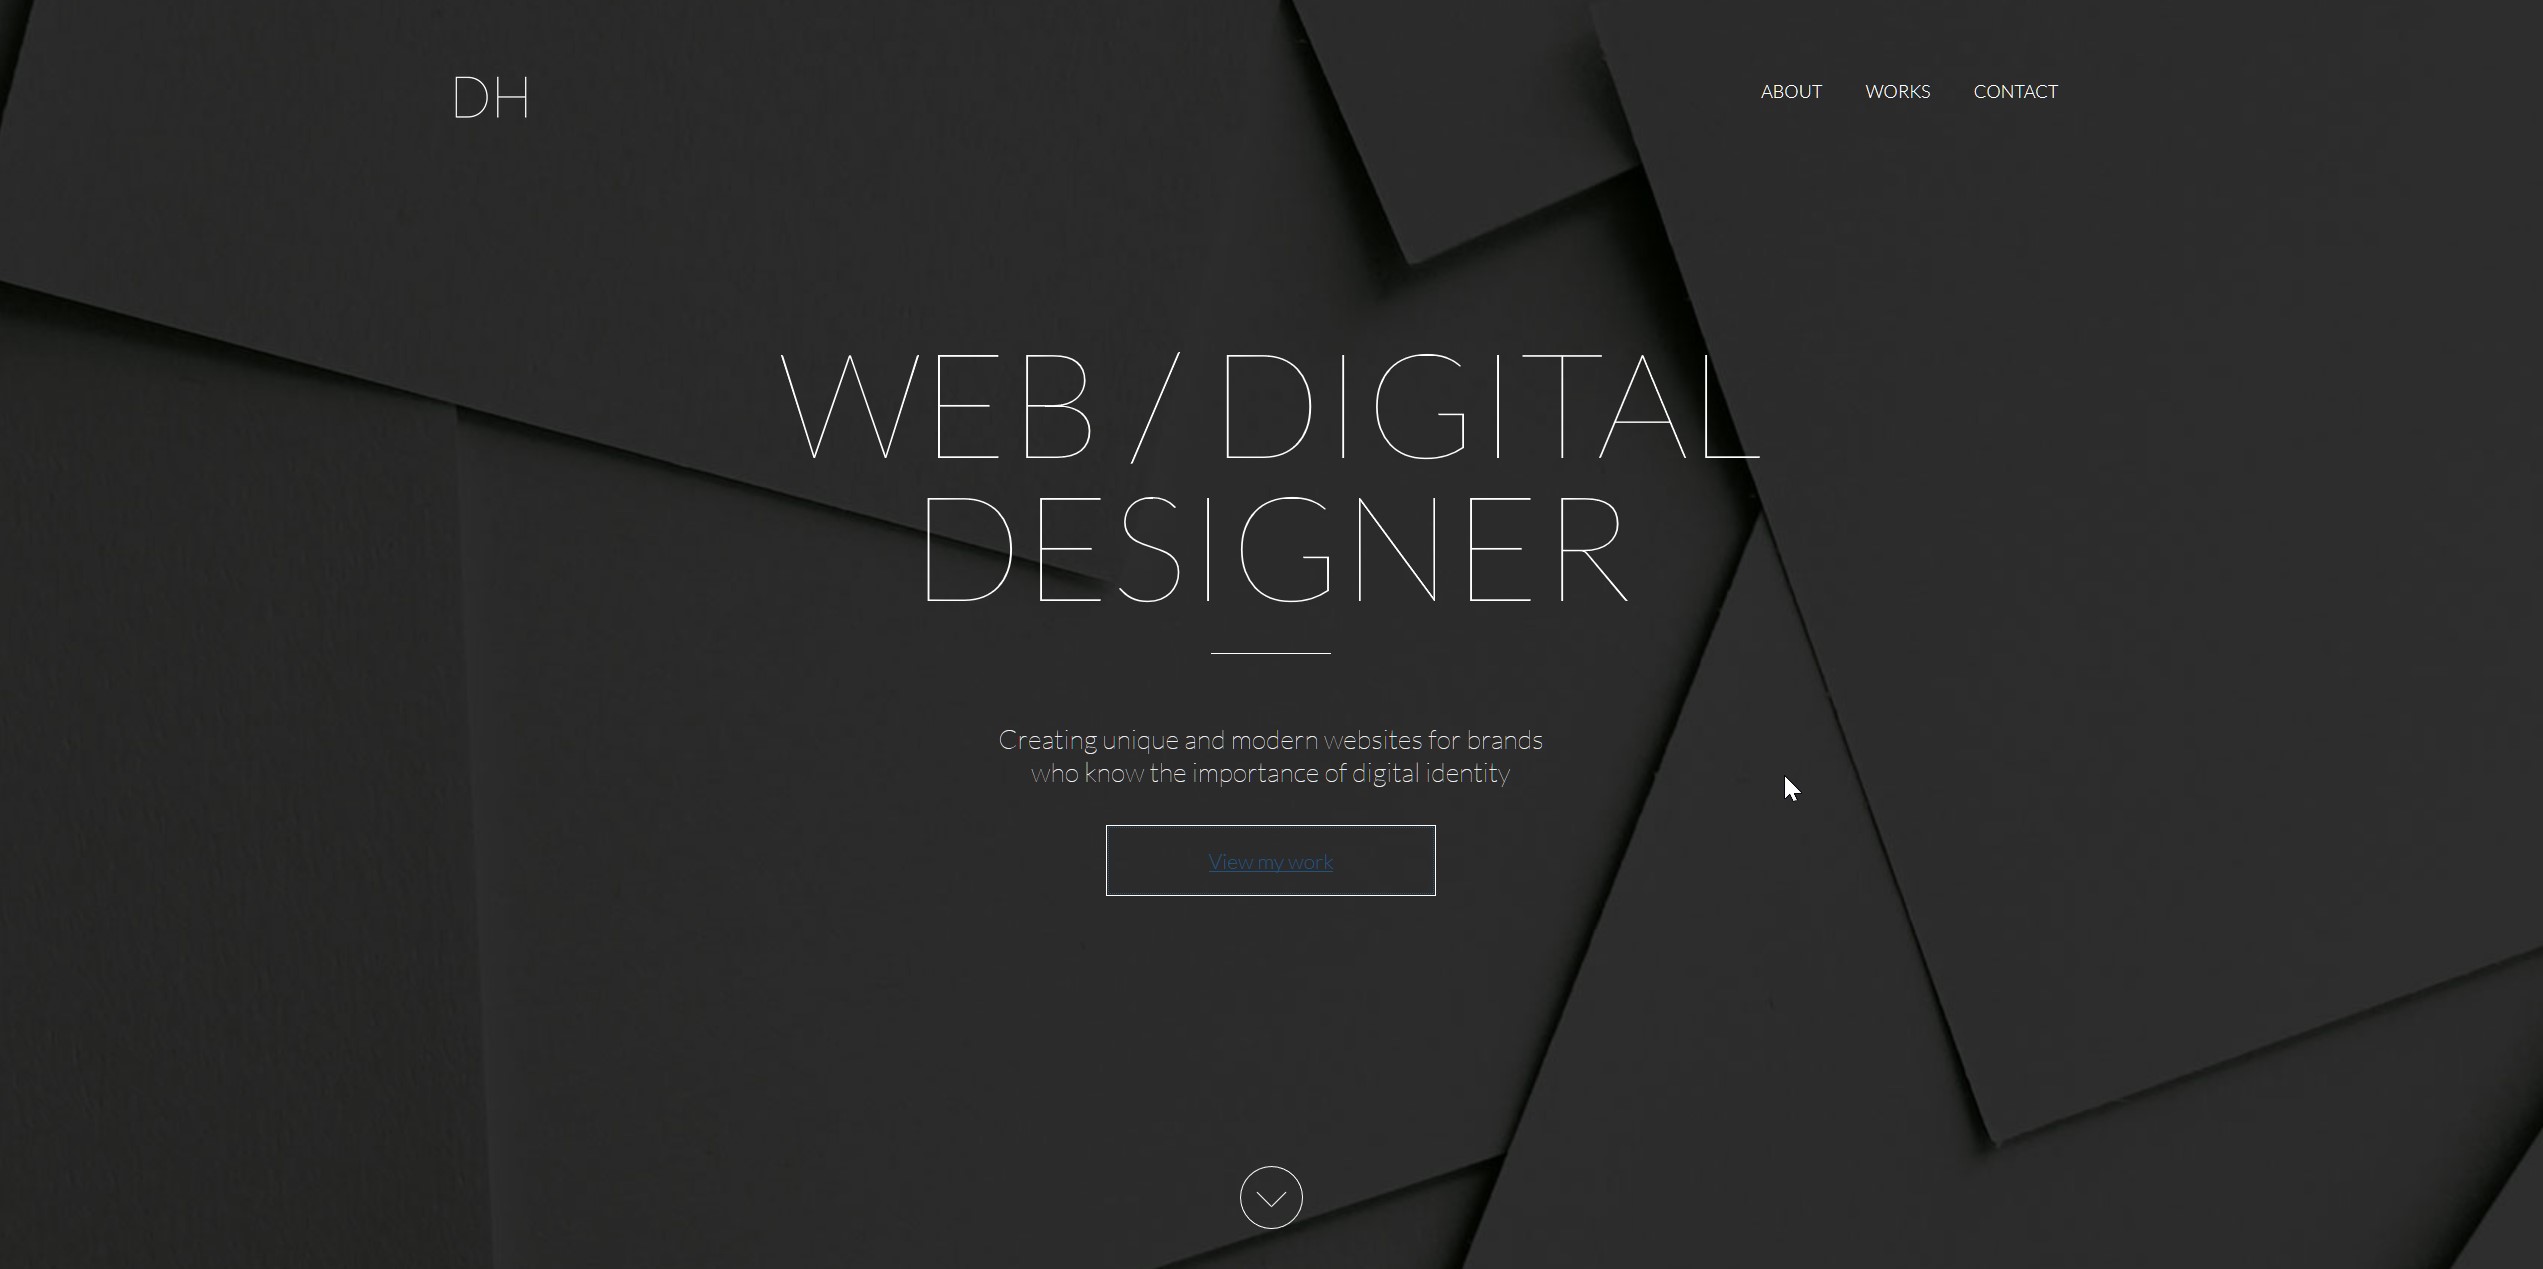 DH
ABOUT WORKS CONTACT
WEB / DIGITAL
DESIGNER
Creating unique and modern websites for brands
who know the importance of digital identity
View my work